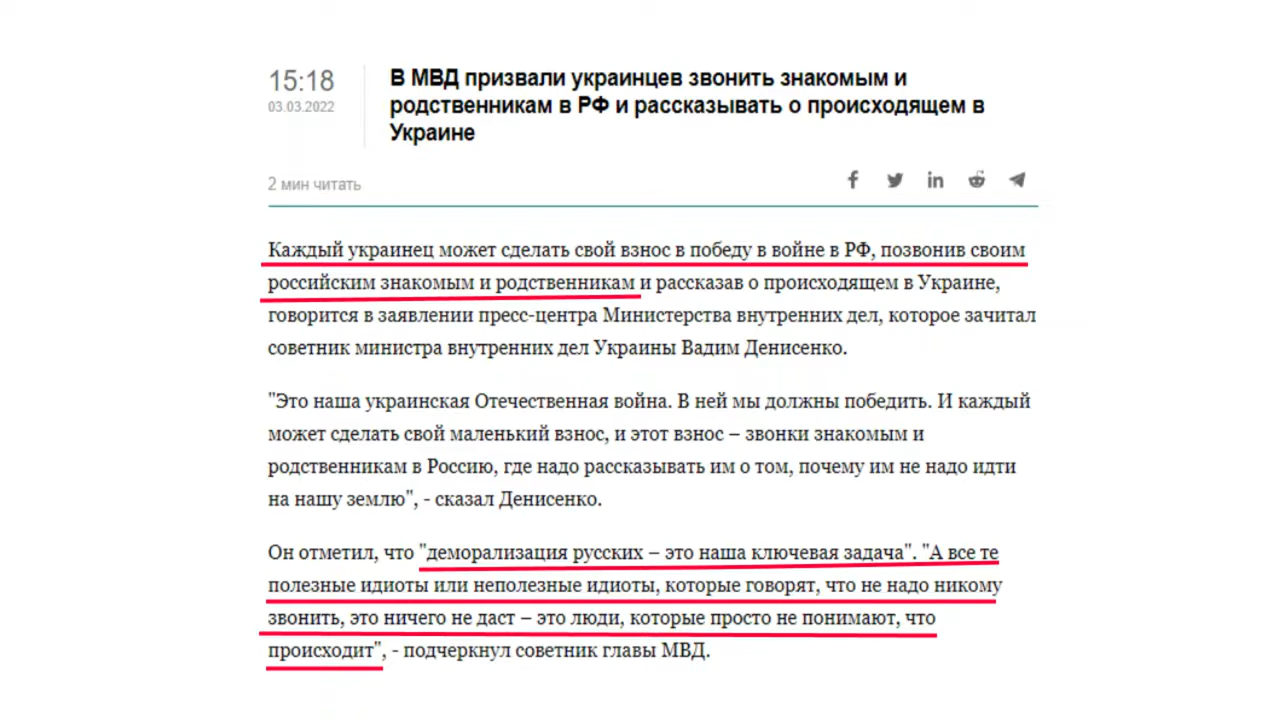 15:18
03.03.2022
В МВД призвали украинцев звонить знакомым и
родственникам в РФ и рассказывать о происходящем в
Украине
2 мин читать
Каждый украинец может сделать свой взнос в победу в войне в РФ, позвонив своим
российским знакомым и родственникам и рассказав о происходящем в Украине,
говорится в заявлении пресс-центра Министерства внутренних дел, которое зачитал
советник министра внутренних дел Украины Вадим Денисенко.
"Это наша украинская Отечественная война. В ней мы должны победить. И каждый
может сделать свой маленький взнос, и этот взнос – звонки знакомым и
родственникам в Россию, где надо рассказывать им о том, почему им не надо идти
на нашу землю", - сказал Денисенко.
Он отметил, что "деморализация русских – это наша ключевая задача". "А все те
полезные идиоты или неполезные идиоты, которые говорят, что не надо никому
звонить, это ничего не даст – это люди, которые просто не понимают, что
происходит", - подчеркнул советник главы МВД.